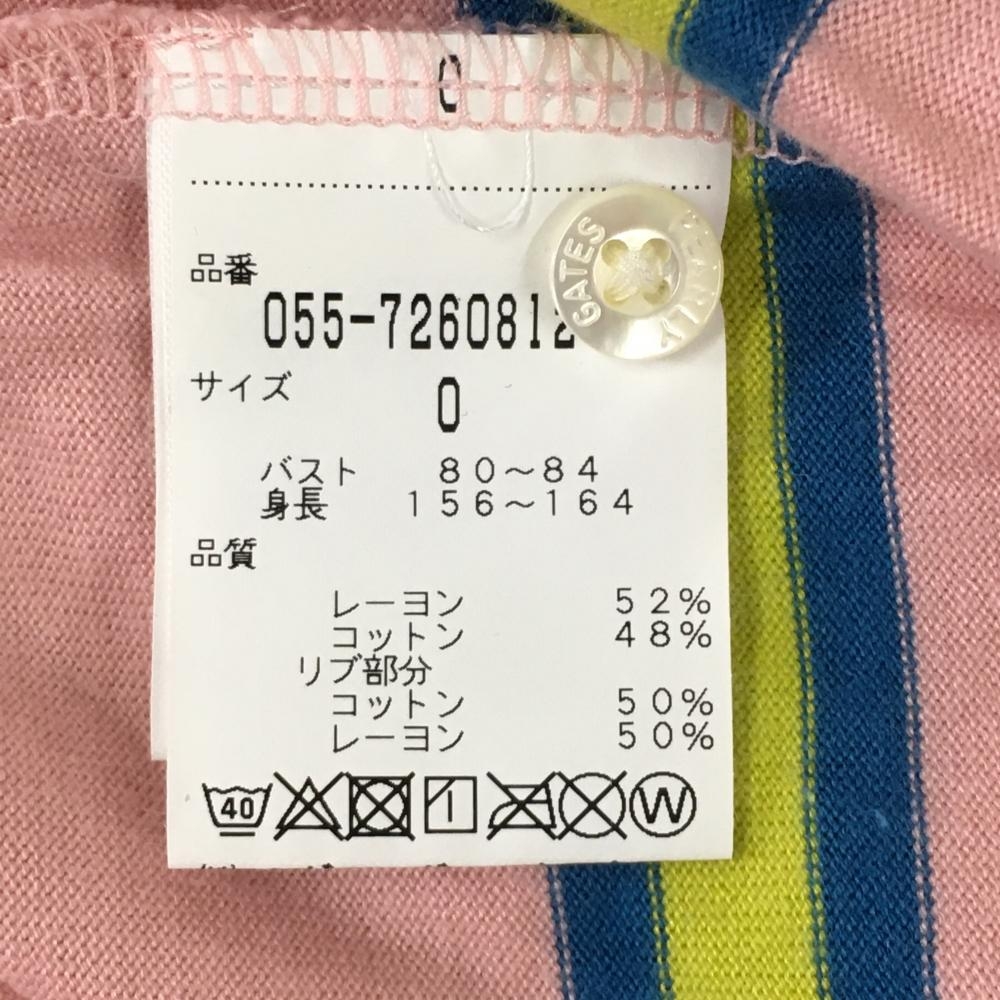 0
品番
055-7260812
サイズ
0
バスト 80～84
身長 156～164
品質
レーヨン 52%
コットン 48%
リブ部分
コットン 50%
レーヨン 50%
40
W
GATES
PEARLY